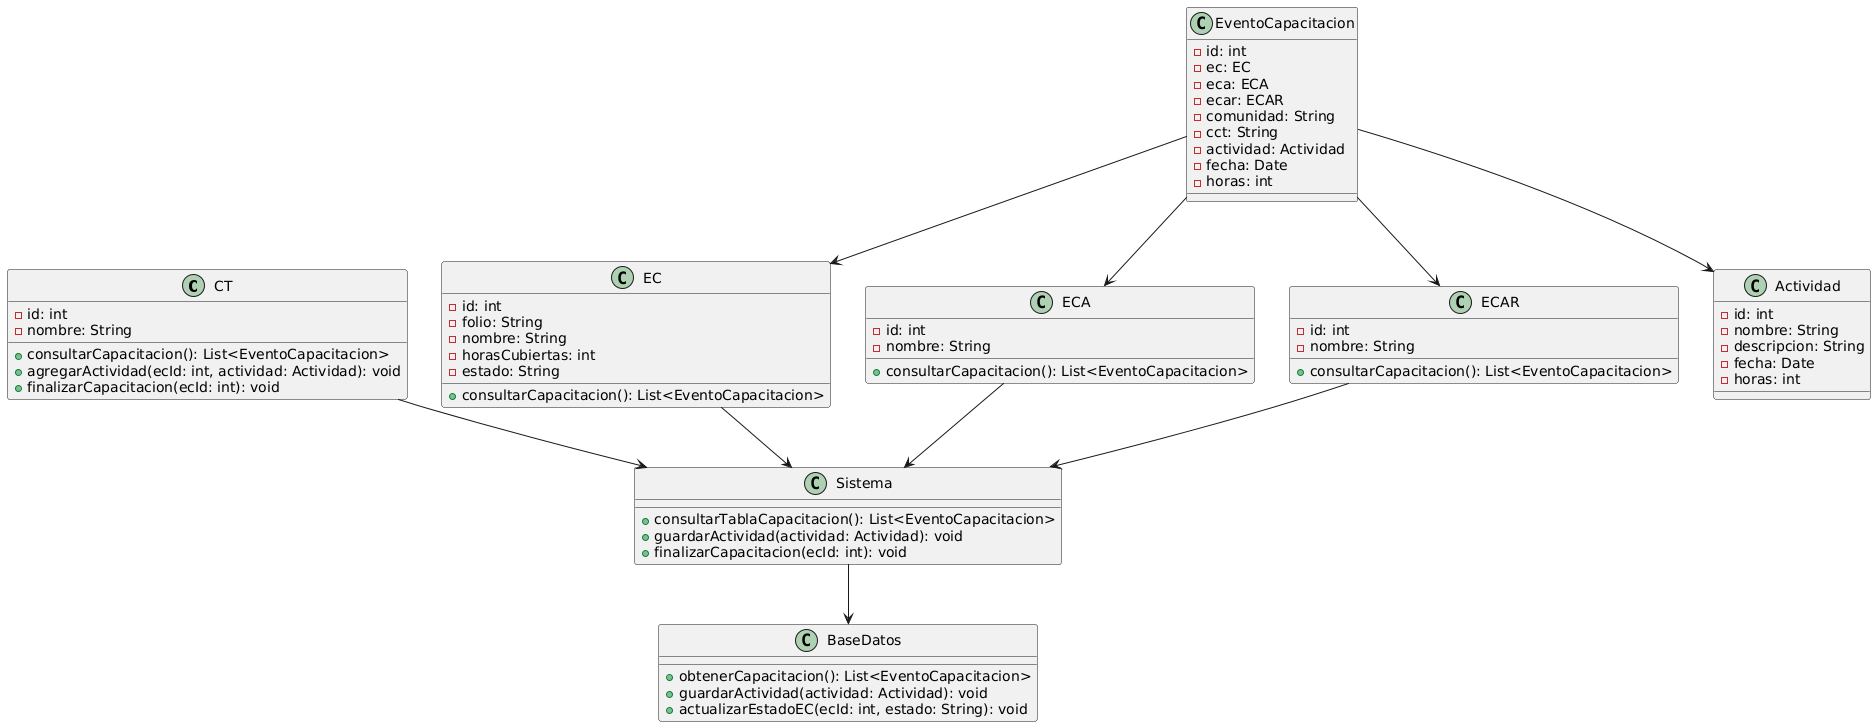 C EventoCapacitacion
id: int
ec: EC
eca: ECA
ecar: ECAR
comunidad: String
cct: String
actividad: Actividad
fecha: Date
horas: int
C CT
id: int
nombre: String
consultarCapacitacion(): List<EventoCapacitacion>
agregarActividad(ecId: int, actividad: Actividad): void
finalizarCapacitacion(ecId: int): void
C EC
id: int
folio: String
nombre: String
horasCubiertas: int
estado: String
consultarCapacitacion(): List<EventoCapacitacion>
C ECA
id: int
nombre: String
consultarCapacitacion(): List<EventoCapacitacion>
C ECAR
id: int
nombre: String
consultarCapacitacion(): List<EventoCapacitacion>
C Actividad
id: int
nombre: String
descripcion: String
fecha: Date
horas: int
C Sistema
consultarTablaCapacitacion(): List<EventoCapacitacion>
guardarActividad(actividad: Actividad): void
finalizarCapacitacion(ecId: int): void
C BaseDatos
obtenerCapacitacion(): List<EventoCapacitacion>
guardarActividad(actividad: Actividad): void
actualizarEstadoEC(ecId: int, estado: String): void